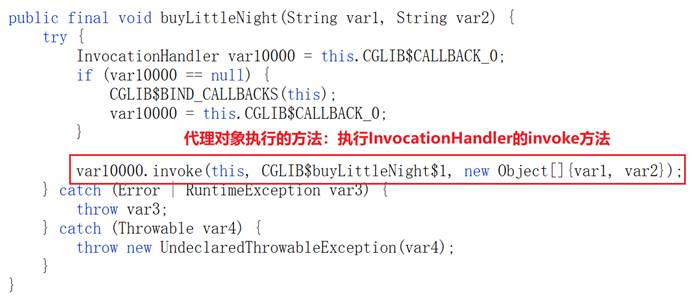 public final void buyLittleNight(String var1, String var2) {
try {
InvocationHandler var10000 = this.CGLIB$CALLBACK_0;
if (var10000 == null) {
CGLIB$BIND_CALLBACKS(this);
var10000 = this.CGLIB$CALLBACK_0;
}
代理对象执行的方法：执行InvocationHandler的invoke方法
var10000.invoke(this, CGLIB$buyLittleNight$1, new Object[]{var1, var2});
} catch (Error | RuntimeException var3) {
throw var3;
} catch (Throwable var4) {
throw new UndeclaredThrowableException(var4);
}
}